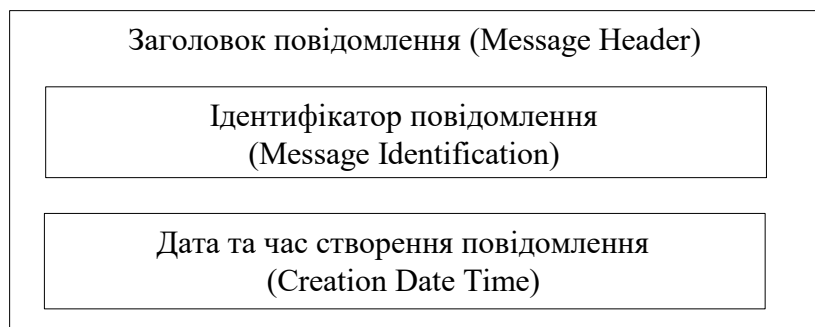 Заголовок повідомлення (Message Header)
Ідентифікатор повідомлення
(Message Identification)
Дата та час створення повідомлення
(Creation Date Time)